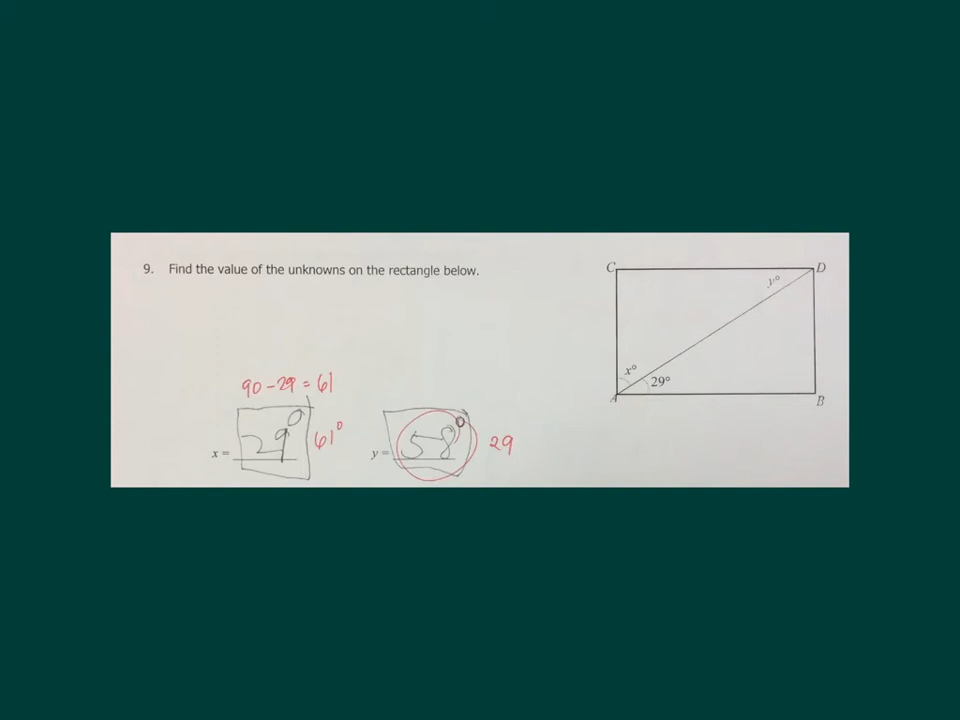 9. Find the value of the unknowns on the rectangle below.
C
D
y°
x°
29°
A
B
90 - 29 = 61
x = 29° 61°
y = 58° 29